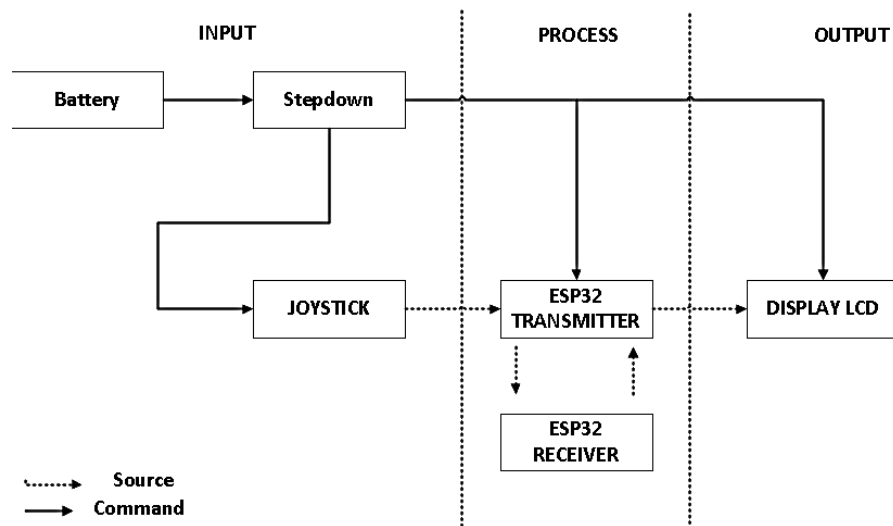 INPUT
PROCESS
OUTPUT
Battery
Stepdown
JOYSTICK
ESP32
TRANSMITTER
DISPLAY LCD
ESP32
RECEIVER
Source
Command